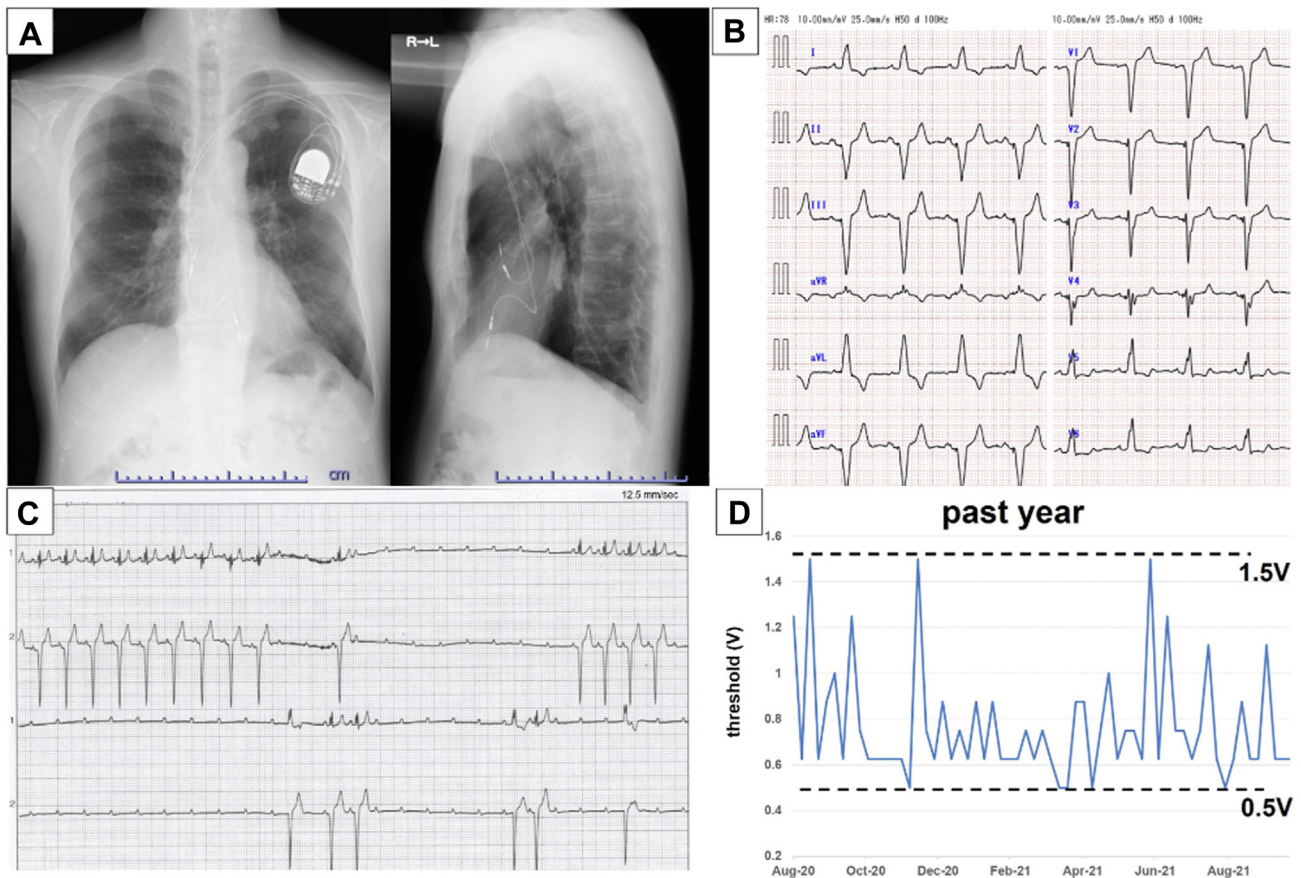 A
R→L
cm
B
HR:78 10.00mm/mV 25.0mm/s H50 d 100Hz
10.00mm/mV 25.0mm/s H50 d 100Hz
I
II
III
aVR
aVL
aVF
V1
V2
V3
V4
V5
V6
C
12.5 mm/sec
1
2
1
2
D
past year
threshold (V)
1.6
1.4
1.2
1
0.8
0.6
0.4
0.2
1.5V
0.5V
Aug-20 Oct-20 Dec-20 Feb-21 Apr-21 Jun-21 Aug-21